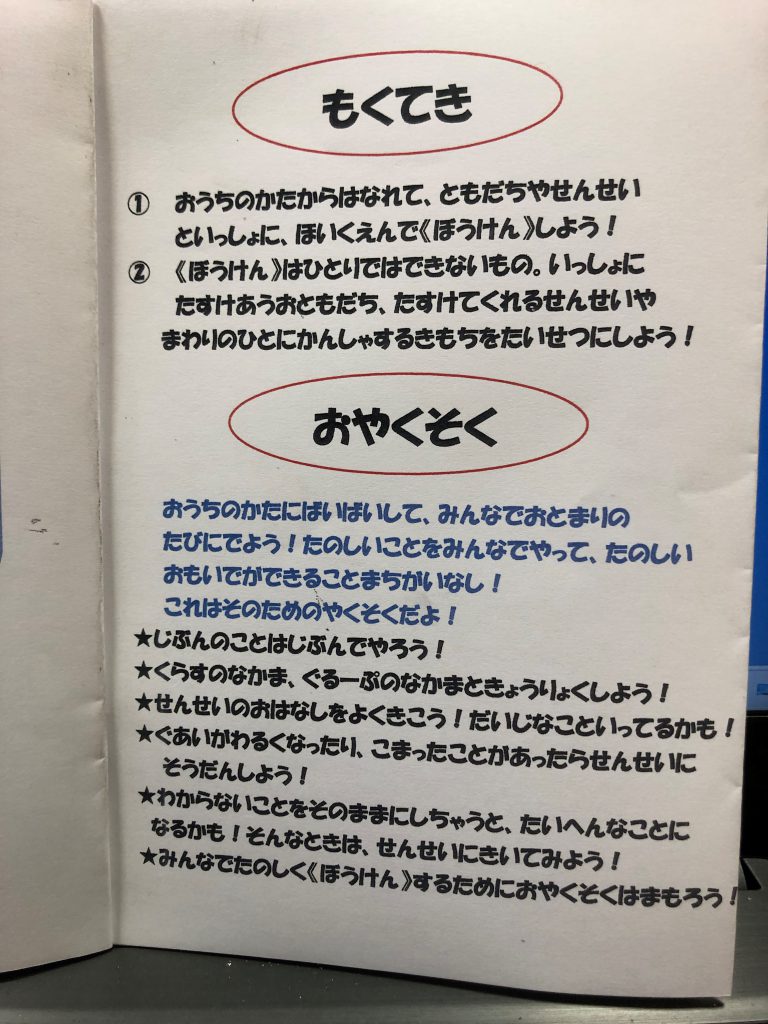 もくてき
① おうちのかたからはなれて、ともだちやせんせい
といっしょに、ほいくえんで《ぼうけん》しよう！
② 《ぼうけん》はひとりではできないもの。いっしょに
たすけあうおともだち、たすけてくれるせんせいや
まわりのひとにかんしゃするきもちをたいせつにしよう！
おやくそく
おうちのかたにばいばいして、みんなでおとまりの
たびにでよう！たのしいことをみんなでやって、たのしい
おもいでができることまちがいなし！
これはそのためのやくそくだよ！
★じぶんのことはじぶんでやろう！
★くらすのなかま、ぐるーぷのなかまときょうりょくしよう！
★せんせいのおはなしをよくきこう！だいじなこといってるかも！
★ぐあいがわるくなったり、こまったことがあったらせんせいに
そうだんしよう！
★わからないことをそのままにしちゃうと、たいへんなことに
なるかも！そんなときは、せんせいにきいてみよう！
★みんなでたのしく《ぼうけん》するためにおやくそくはまもろう！